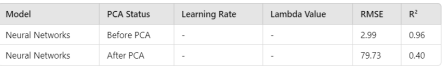 Model PCA Status Learning Rate Lambda Value RMSE R²
Neural Networks Before PCA - - 2.99 0.96
Neural Networks After PCA - - 79.73 0.40